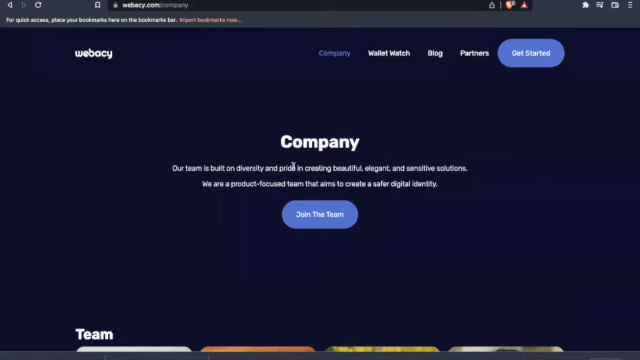 webacy.com/company
For quick access, place your bookmarks here on the bookmarks bar. Import bookmarks now...
webacy
Company
Wallet Watch
Blog
Partners
Get Started
Company
Our team is built on diversity and pride in creating beautiful, elegant, and sensitive solutions.
We are a product-focused team that aims to create a safer digital identity.
Join The Team
Team